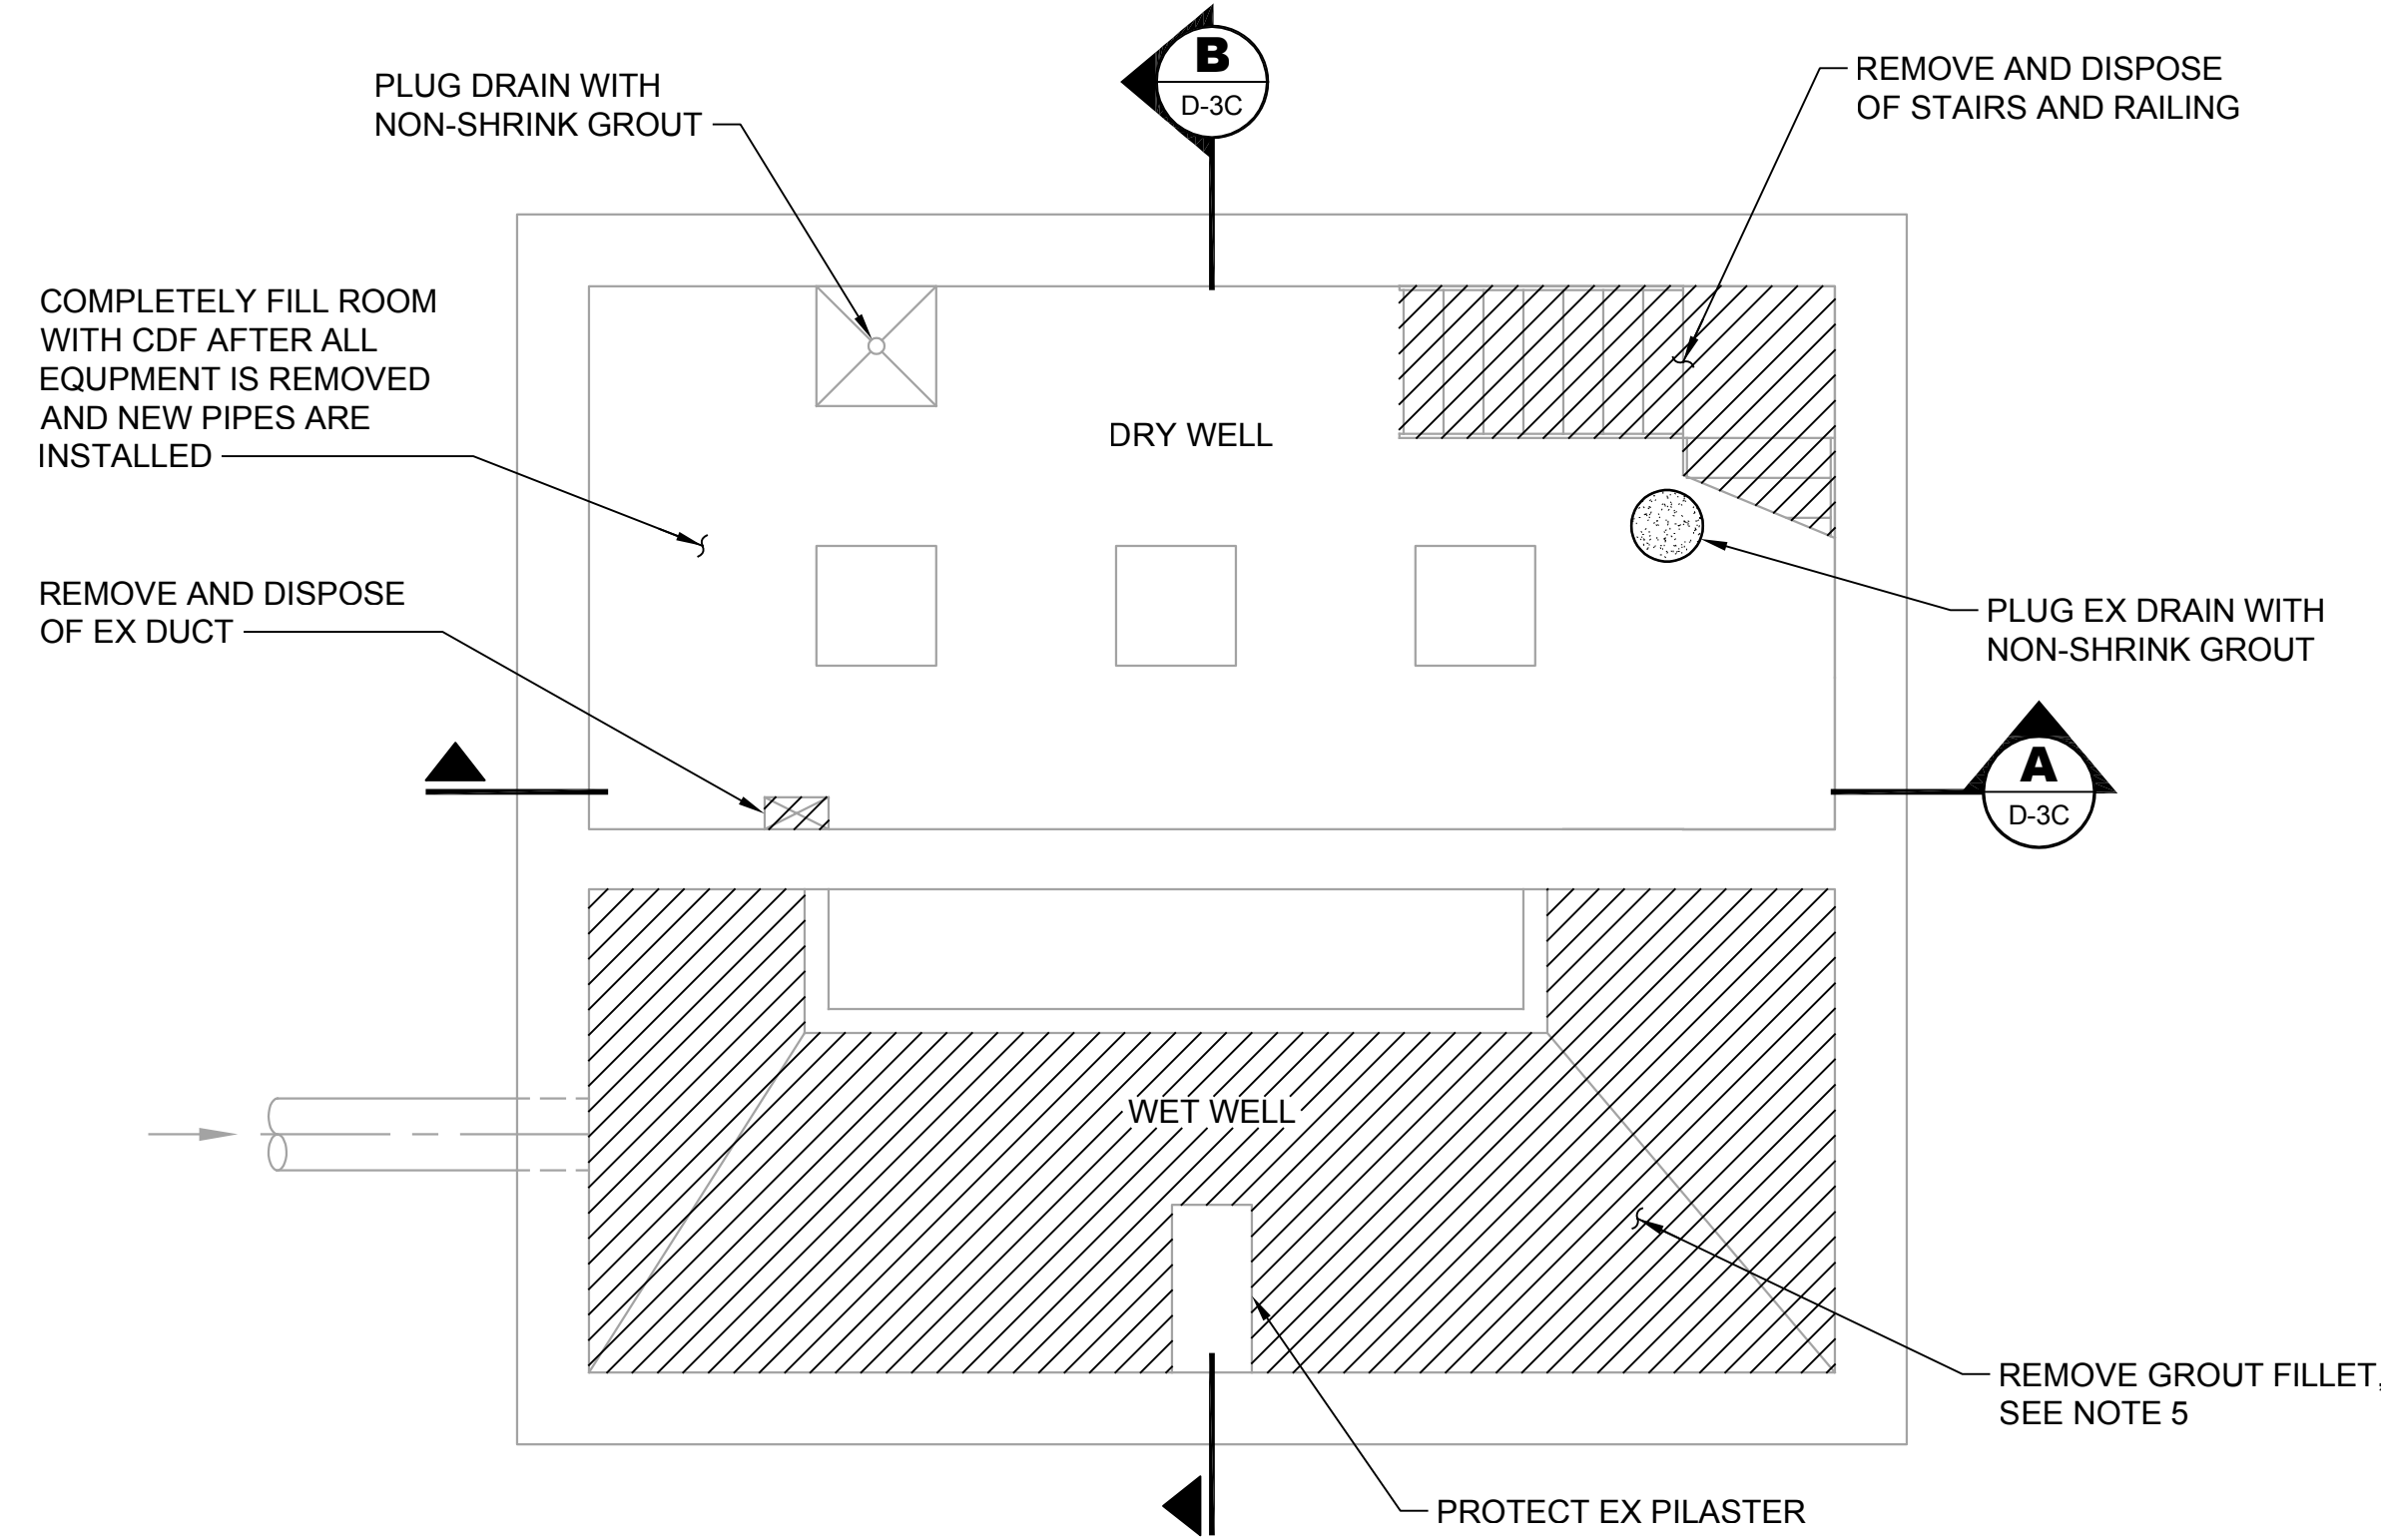 B
D-3C
PLUG DRAIN WITH
NON-SHRINK GROUT
REMOVE AND DISPOSE
OF STAIRS AND RAILING
COMPLETELY FILL ROOM
WITH CDF AFTER ALL
EQUPMENT IS REMOVED
AND NEW PIPES ARE
INSTALLED
DRY WELL
REMOVE AND DISPOSE
OF EX DUCT
PLUG EX DRAIN WITH
NON-SHRINK GROUT
A
D-3C
WET WELL
REMOVE GROUT FILLET,
SEE NOTE 5
PROTECT EX PILASTER